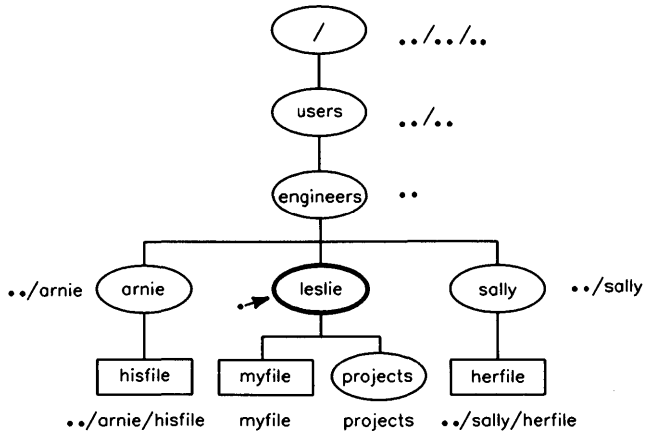 / ../../..
users ../..
engineers ..
../arnie arnie . leslie sally ../sally
hisfile myfile projects herfile
../arnie/hisfile myfile projects ../sally/herfile